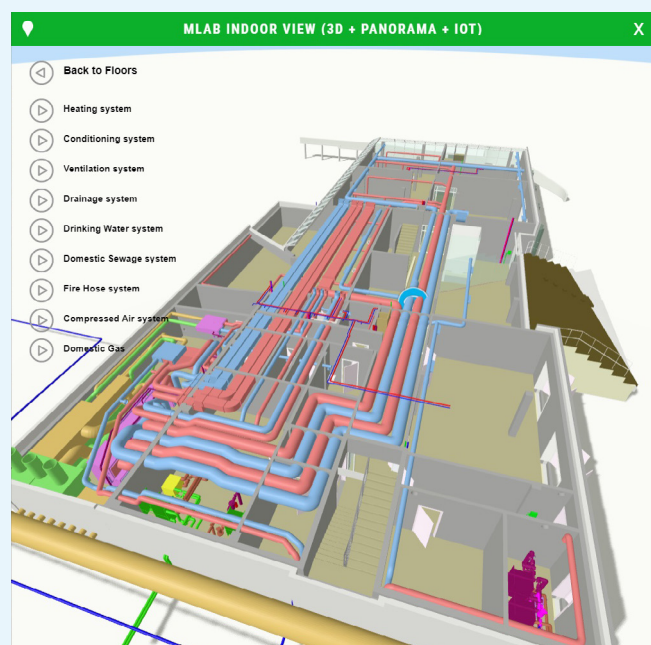 MLAB INDOOR VIEW (3D + PANORAMA + IOT)
X
Back to Floors
Heating system
Conditioning system
Ventilation system
Drainage system
Drinking Water system
Domestic Sewage system
Fire Hose system
Compressed Air system
Domestic Gas